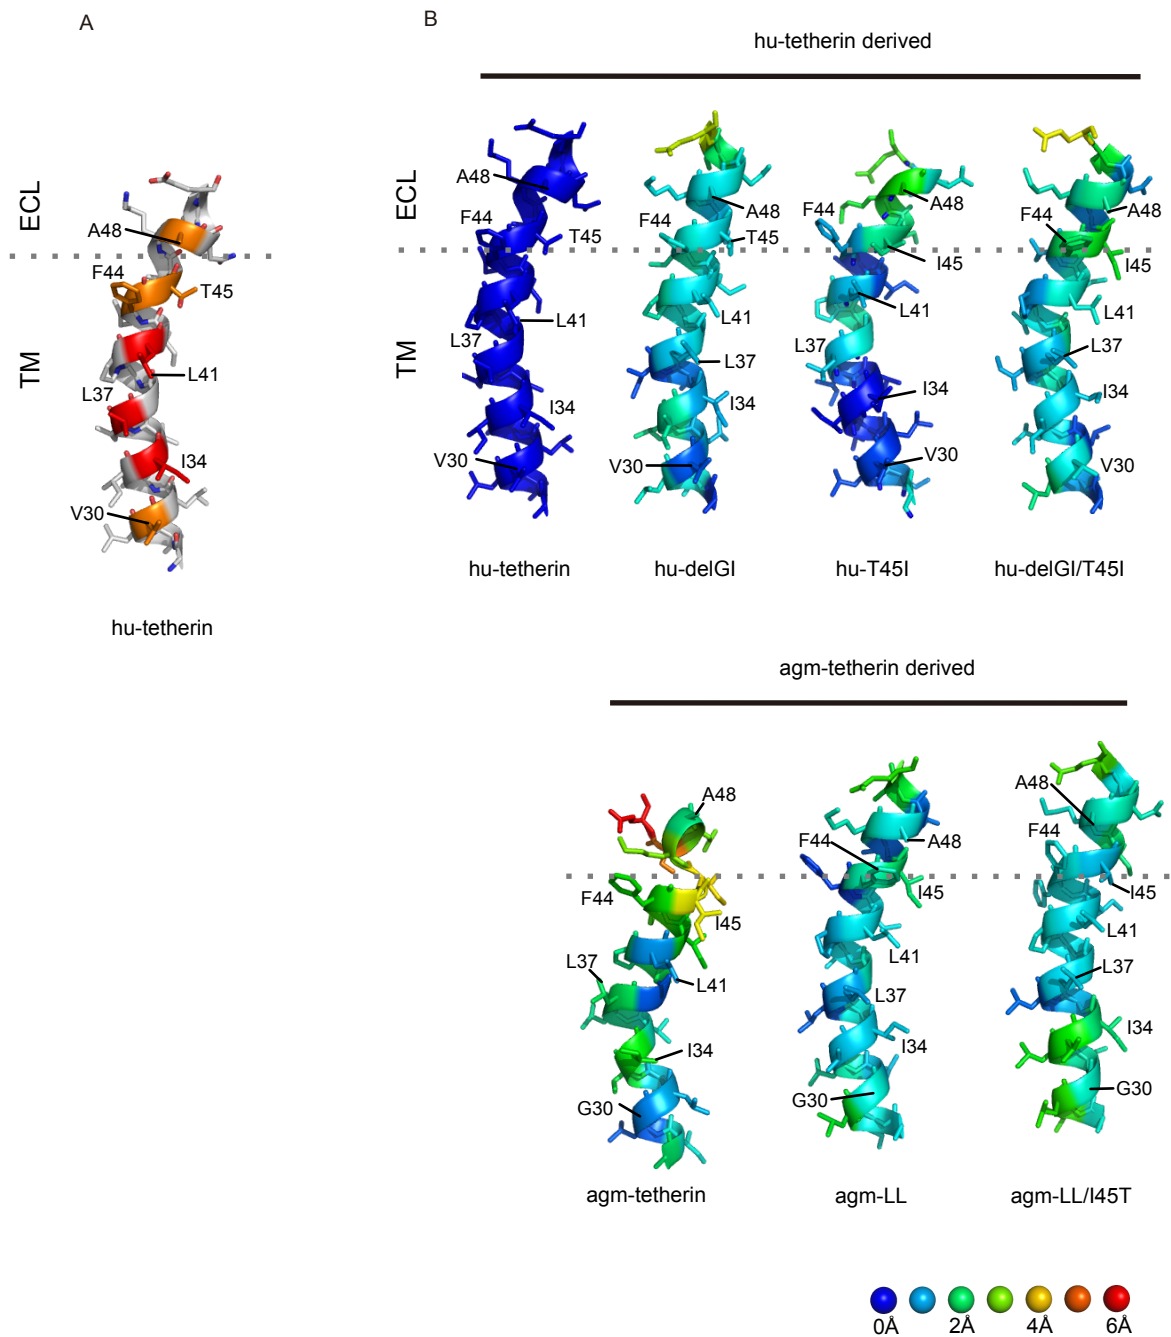 A
B
hu-tetherin derived
ECL
TM
A48
F44
T45
L41
L37
I34
V30
hu-tetherin
ECL
TM
A48
F44
T45
L41
L37
I34
V30
hu-tetherin
A48
F44
T45
L41
L37
I34
V30
hu-delGI
A48
F44
I45
L41
L37
I34
V30
hu-T45I
A48
F44
I45
L41
L37
I34
V30
hu-delGI/T45I
agm-tetherin derived
A48
F44
I45
L37
L41
I34
G30
agm-tetherin
A48
F44
I45
L41
L37
I34
G30
agm-LL
A48
F44
I45
L41
L37
I34
G30
agm-LL/I45T
0Å 2Å 4Å 6Å